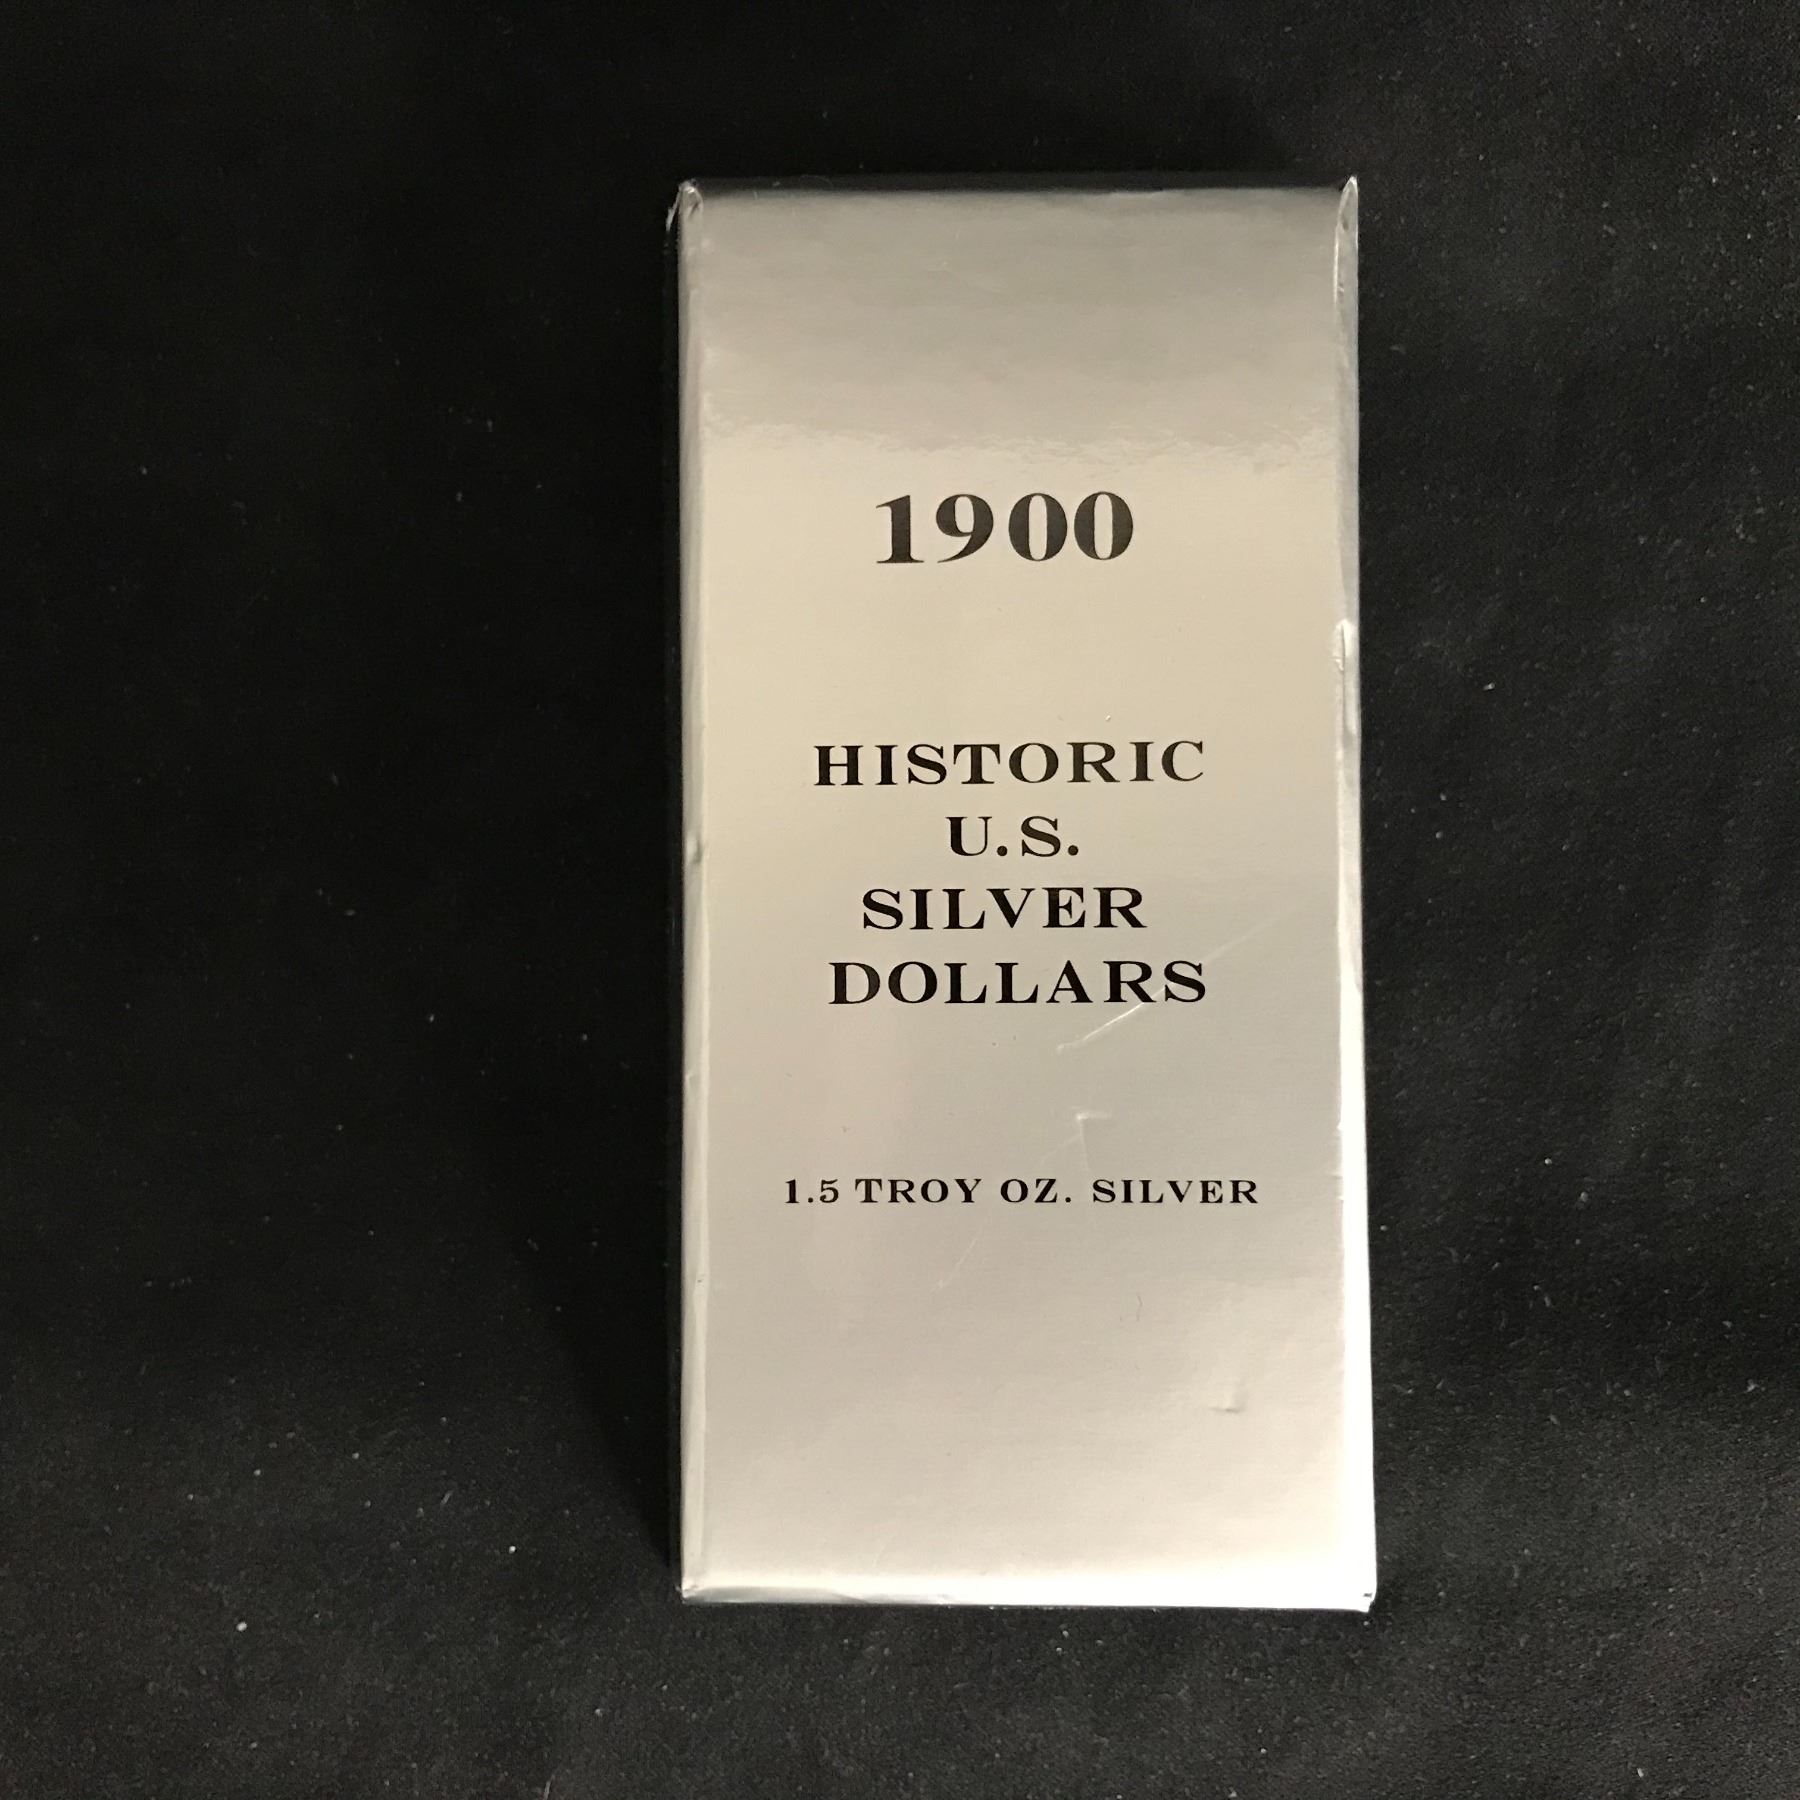 1900
HISTORIC
U.S.
SILVER
DOLLARS
1.5 TROY OZ. SILVER